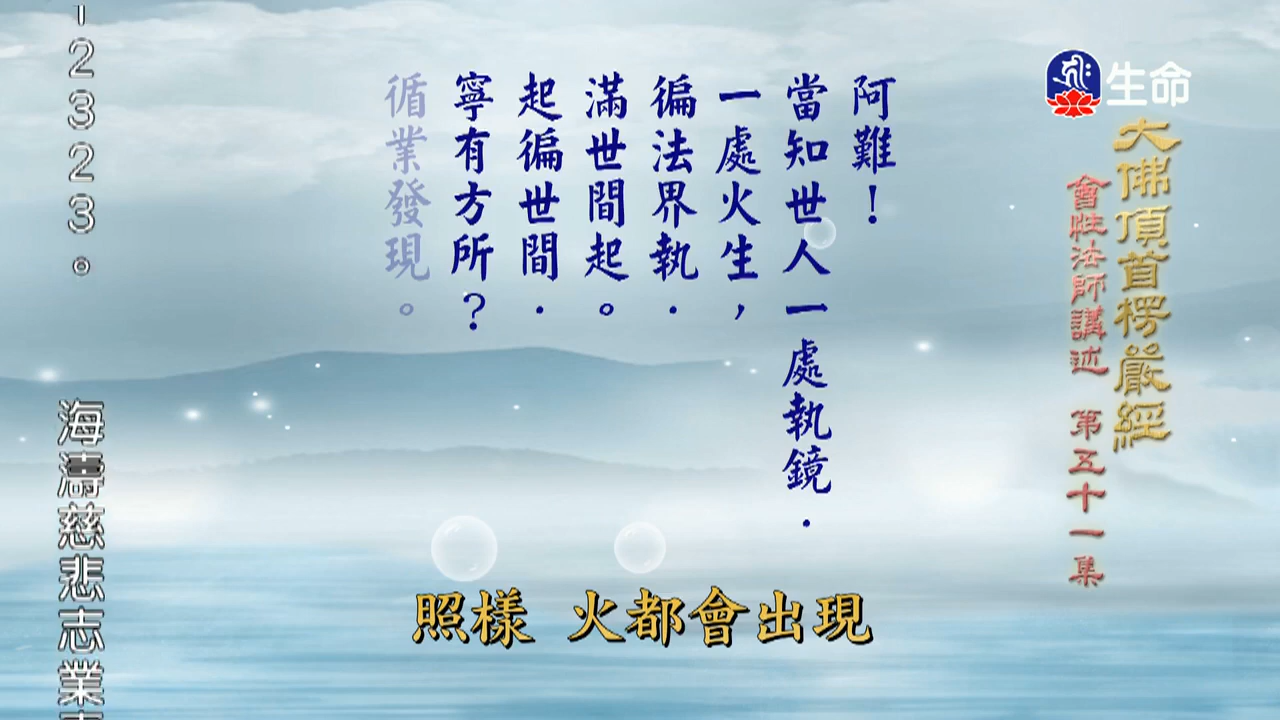 生命
大佛頂首楞嚴經
會性法師講述 第五十一集
阿難！
當知世人一處執鏡．
一處火生，
徧法界執．
滿世間起。
起徧世間．
寧有方所？
循業發現。
照樣 火都會出現
2323。
海濤慈悲志業